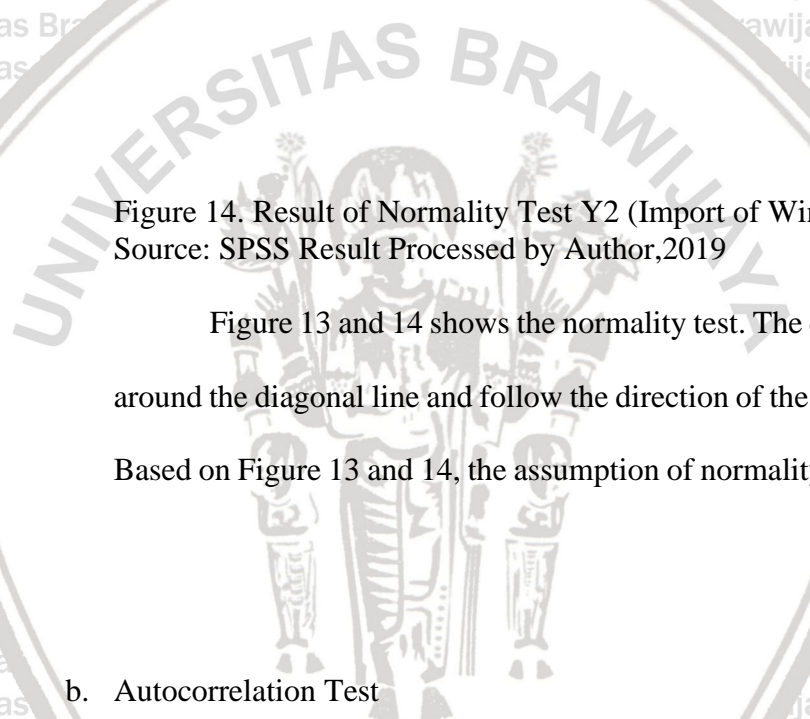 UNIVERSITAS BRAWIJAYA
Figure 14. Result of Normality Test Y2 (Import of
Source: SPSS Result Processed by Author,2019
Figure 13 and 14 shows the normality test. The
around the diagonal line and follow the direction of the
Based on Figure 13 and 14, the assumption of
b. Autocorrelation Test